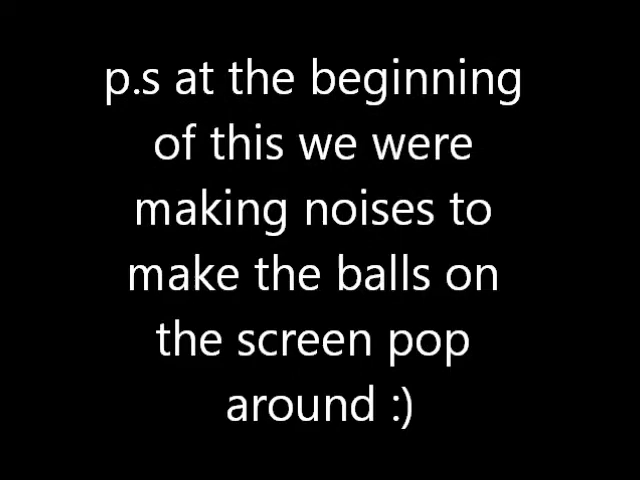 p.s at the beginning
of this we were
making noises to
make the balls on
the screen pop
around :)